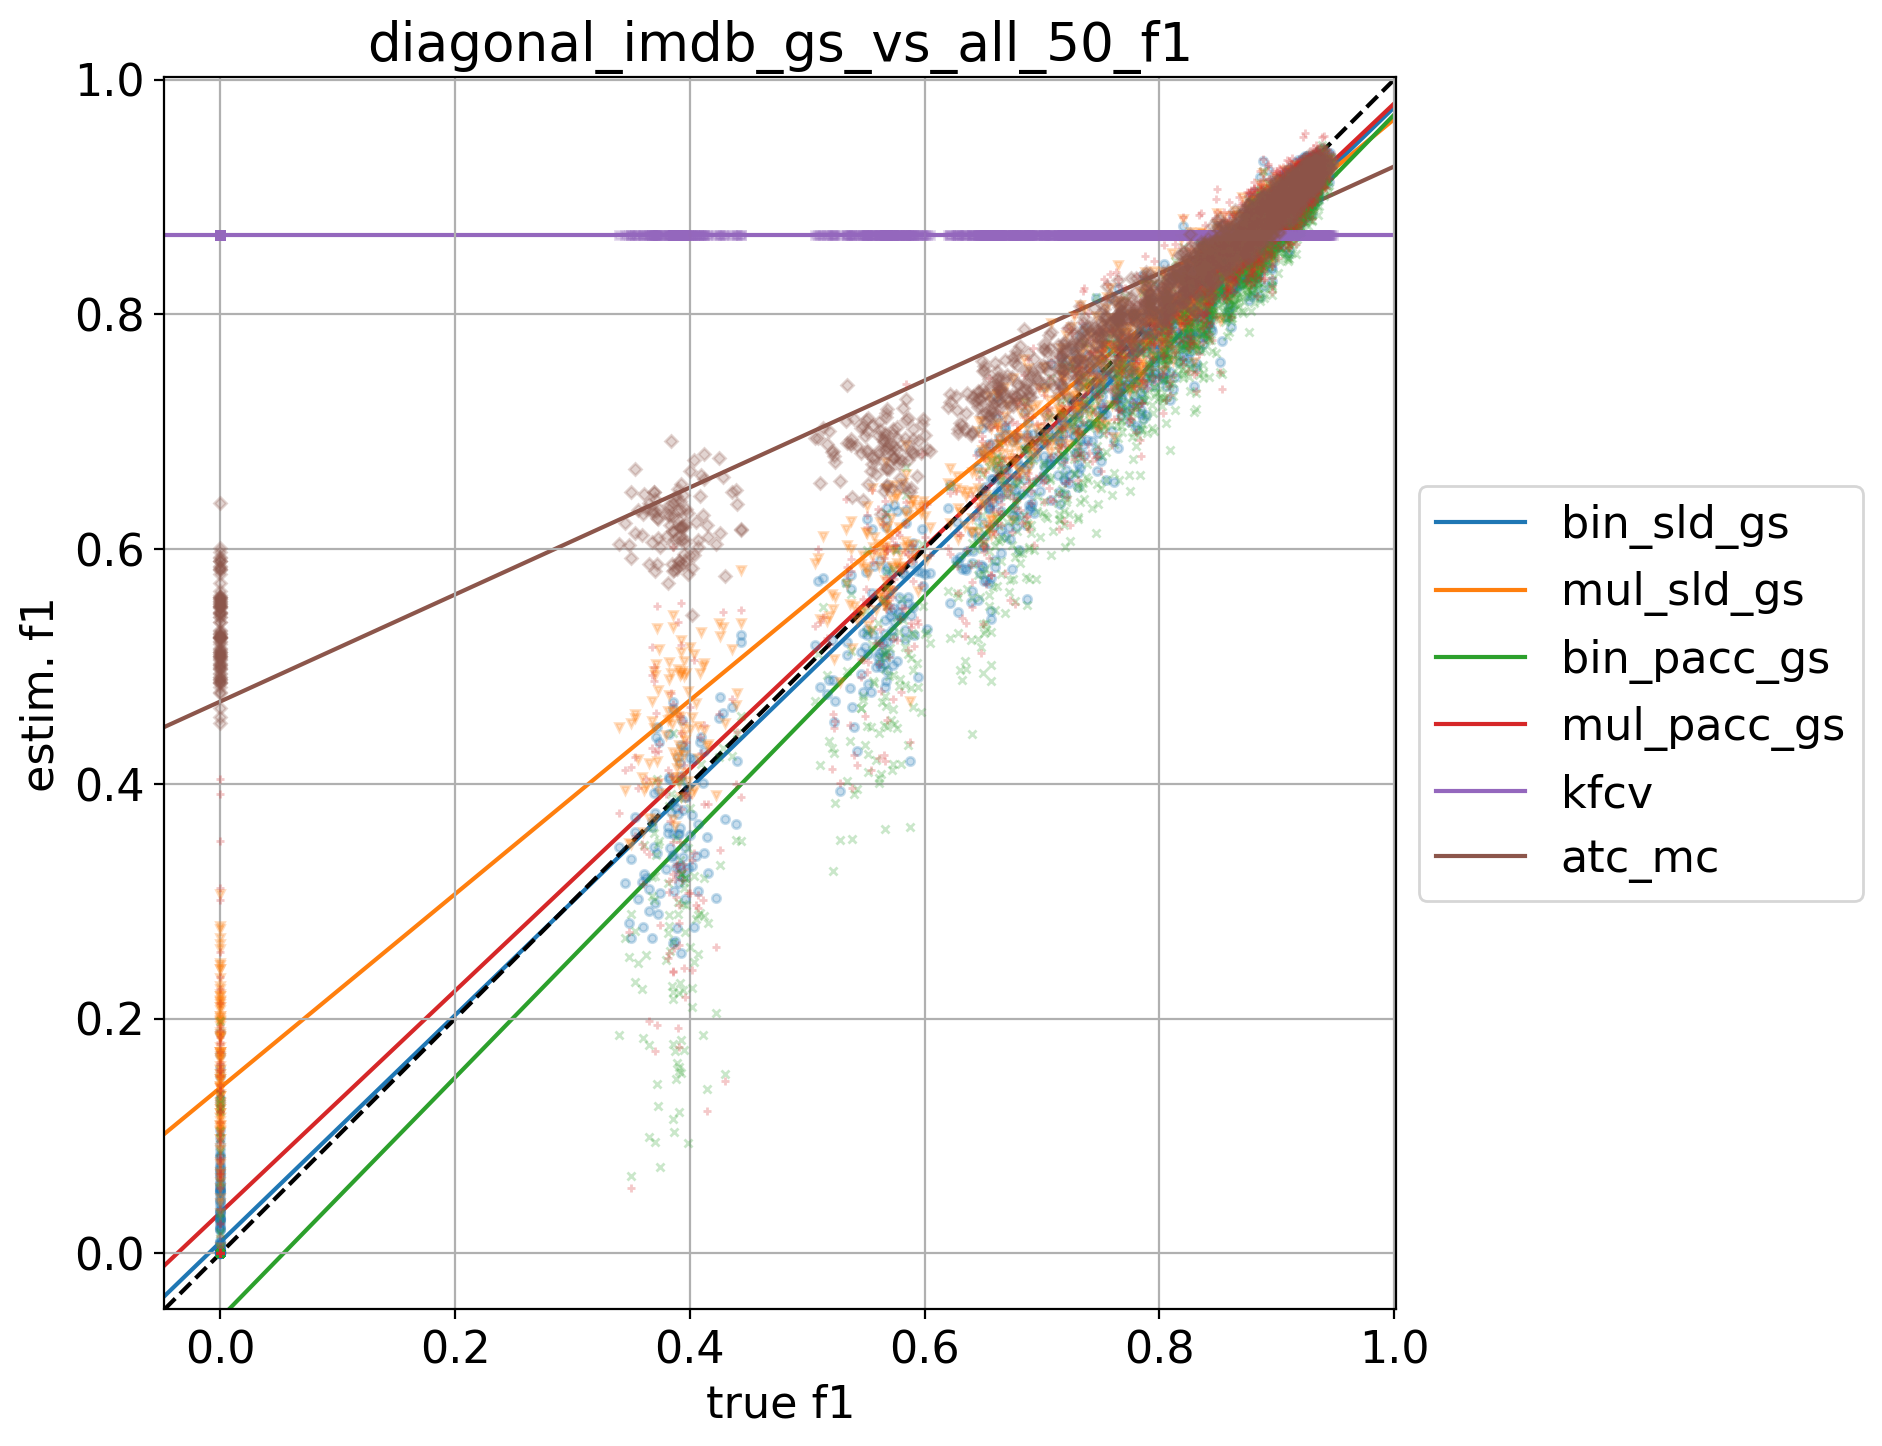 diagonal_imdb_gs_vs_all_50_f1
1.0
0.8
0.6
0.4
0.2
0.0
estim. f1
0.0 0.2 0.4 0.6 0.8 1.0
true f1
bin_sld_gs
mul_sld_gs
bin_pacc_gs
mul_pacc_gs
kfcv
atc_mc